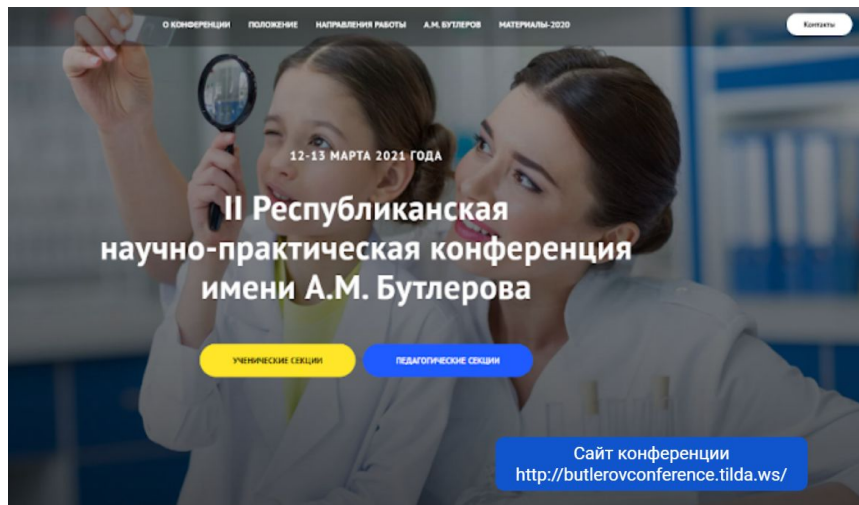 О КОНФЕРЕНЦИИ ПОЛОЖЕНИЕ НАПРАВЛЕНИЯ РАБОТЫ А.М. БУТЛЕРОВ МАТЕРИАЛЫ-2020 Контакты
12-13 МАРТА 2021 ГОДА
II Республиканская
научно-практическая конференция
имени А.М. Бутлерова
УЧЕНИЧЕСКИЕ СЕКЦИИ ПЕДАГОГИЧЕСКИЕ СЕКЦИИ
Сайт конференции
http://butlerovconference.tilda.ws/